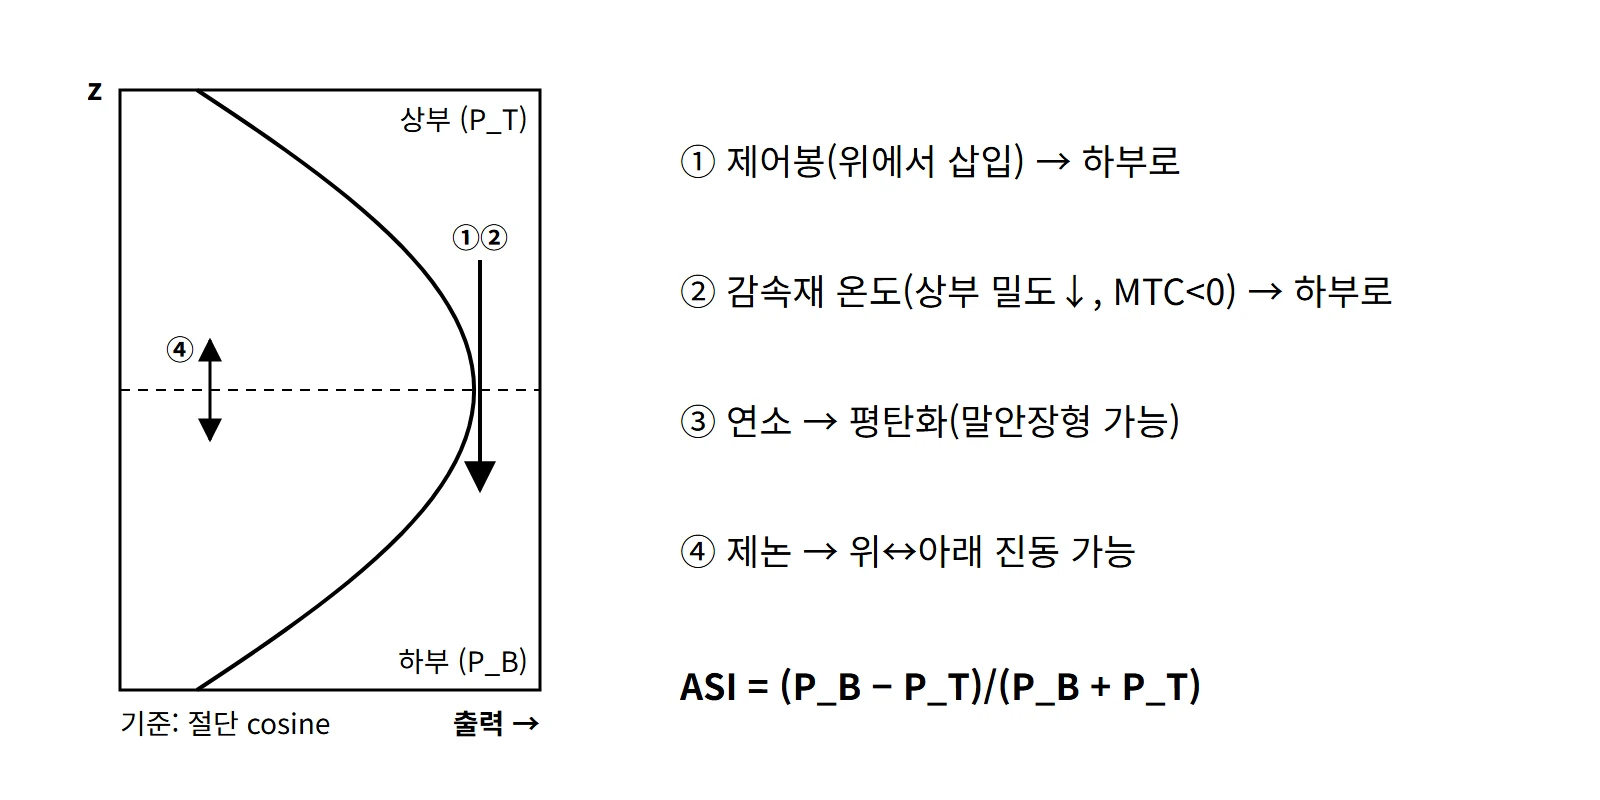 z
상부 (P_T)
①②
④
하부 (P_B)
기준: 절단 cosine
출력 →
① 제어봉(위에서 삽입) → 하부로
② 감속재 온도(상부 밀도↓, MTC<0) → 하부로
③ 연소 → 평탄화(말안장형 가능)
④ 제논 → 위↔아래 진동 가능
ASI = (P_B − P_T)/(P_B + P_T)